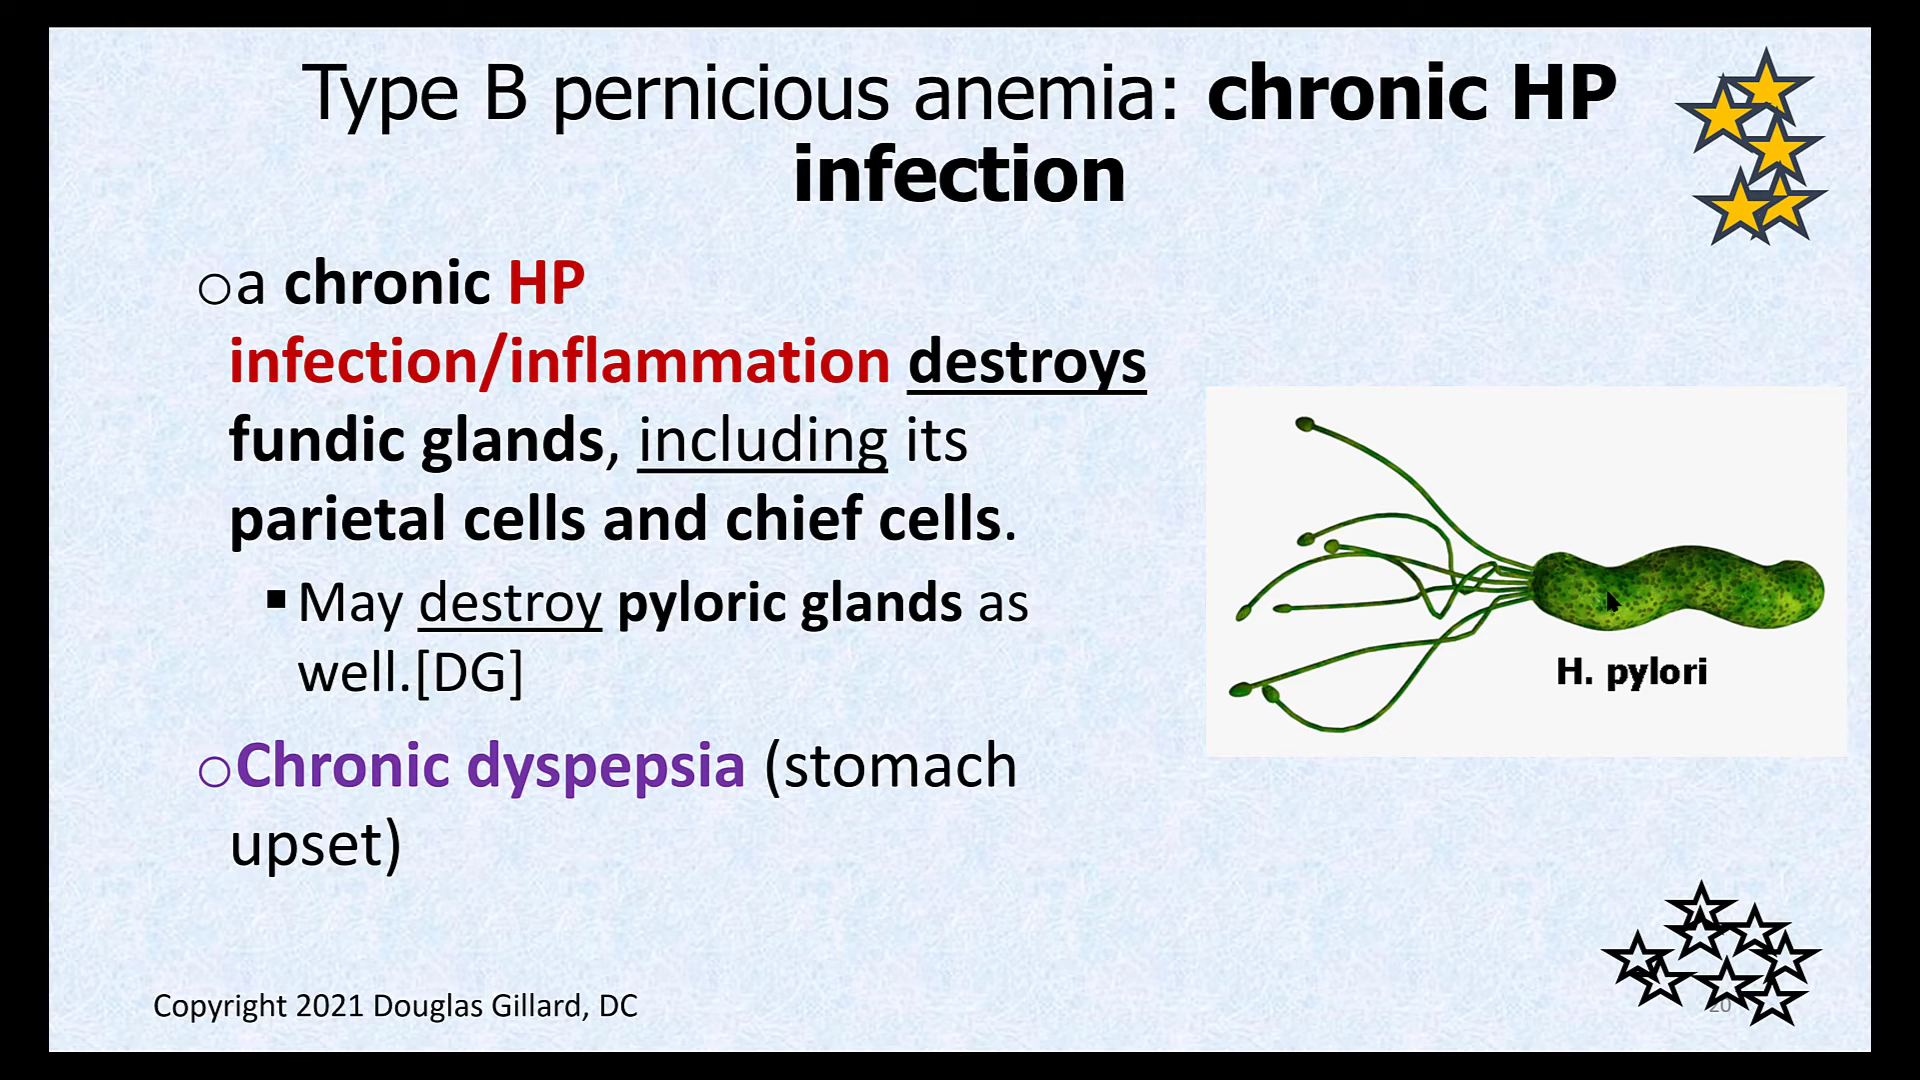 Type B pernicious anemia: chronic HP
infection
a chronic HP
infection/inflammation destroys
fundic glands, including its
parietal cells and chief cells.
May destroy pyloric glands as
well.[DG]
Chronic dyspepsia (stomach
upset)
H. pylori
Copyright 2021 Douglas Gillard, DC
20